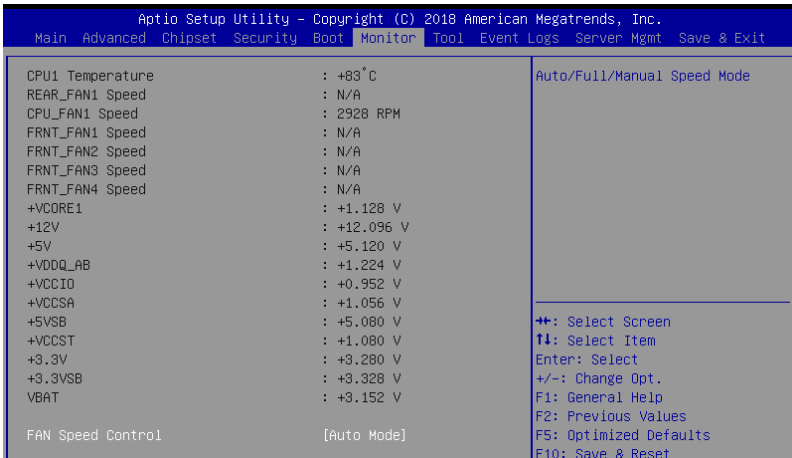 Aptio Setup Utility – Copyright (C) 2018 American Megatrends, Inc.
Main Advanced Chipset Security Boot Monitor Tool Event Logs Server Mgmt Save & Exit
CPU1 Temperature : +83°C
REAR_FAN1 Speed : N/A
CPU_FAN1 Speed : 2928 RPM
FRNT_FAN1 Speed : N/A
FRNT_FAN2 Speed : N/A
FRNT_FAN3 Speed : N/A
FRNT_FAN4 Speed : N/A
+VCORE1 : +1.128 V
+12V : +12.096 V
+5V : +5.120 V
+VDDQ_AB : +1.224 V
+VCCIO : +0.952 V
+VCCSA : +1.056 V
+5VSB : +5.080 V
+VCCST : +1.080 V
+3.3V : +3.280 V
+3.3VSB : +3.328 V
VBAT : +3.152 V
FAN Speed Control [Auto Mode]
Auto/Full/Manual Speed Mode
→←: Select Screen
↑↓: Select Item
Enter: Select
+/-: Change Opt.
F1: General Help
F2: Previous Values
F5: Optimized Defaults
F10: Save & Reset